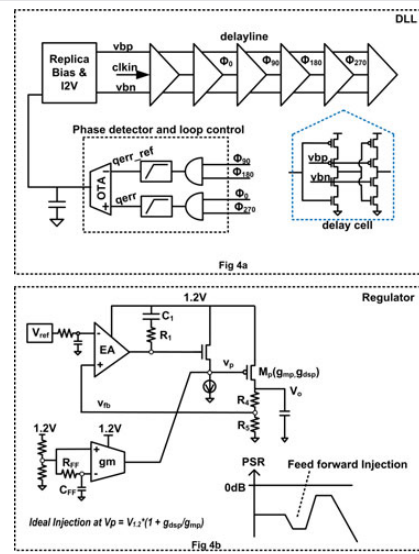 DLL
vbp
delayline
Replica
Bias &
I2V
clkin
Φ0
Φ90
Φ180
Φ270
vbn
Phase detector and loop control
qerr_ref
Φ90
Φ180
OTA
-
+
qerr
Φ0
Φ270
vbp
vbn
delay cell
Fig 4a
1.2V
Regulator
C1
R1
Vref
-
EA
+
vp
Mp(gmp,gdsp)
Vo
R4
vfb
R5
1.2V
1.2V
+
gm
-
RFF
CFF
PSR
0dB
Feed forward Injection
Ideal Injection at Vp = V1.2*(1 + gdsp/gmp)
Fig 4b